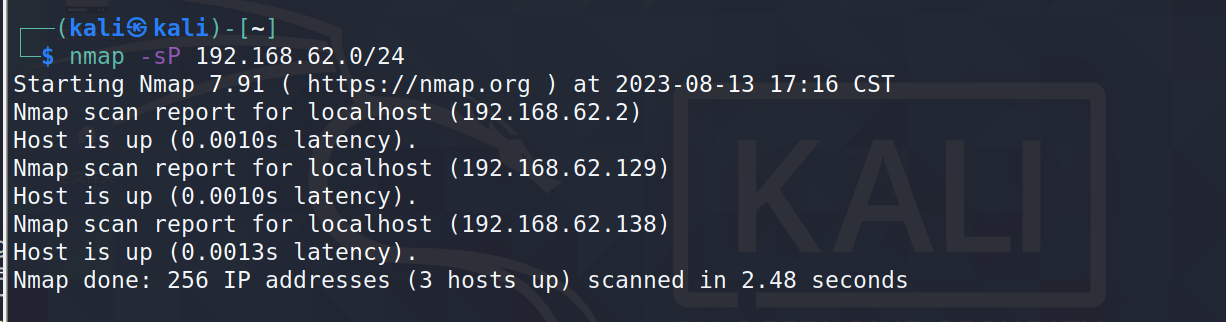 (kali㉿kali)-[~]
$ nmap -sP 192.168.62.0/24
Starting Nmap 7.91 ( https://nmap.org ) at 2023-08-13 17:16 CST
Nmap scan report for localhost (192.168.62.2)
Host is up (0.0010s latency).
Nmap scan report for localhost (192.168.62.129)
Host is up (0.0010s latency).
Nmap scan report for localhost (192.168.62.138)
Host is up (0.0013s latency).
Nmap done: 256 IP addresses (3 hosts up) scanned in 2.48 seconds
KALI